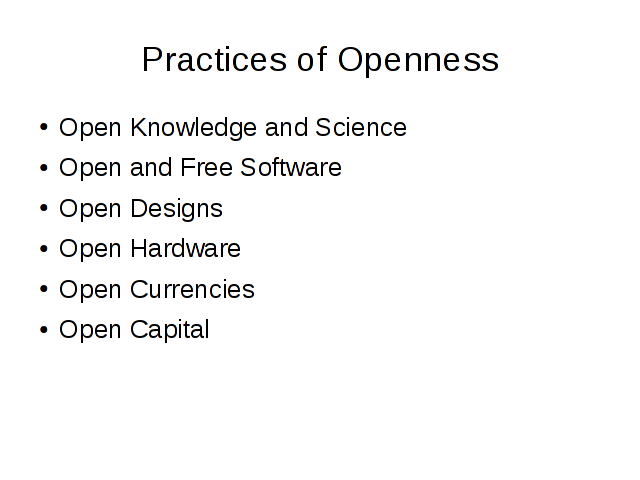 Practices of Openness
• Open Knowledge and Science
• Open and Free Software
• Open Designs
• Open Hardware
• Open Currencies
• Open Capital